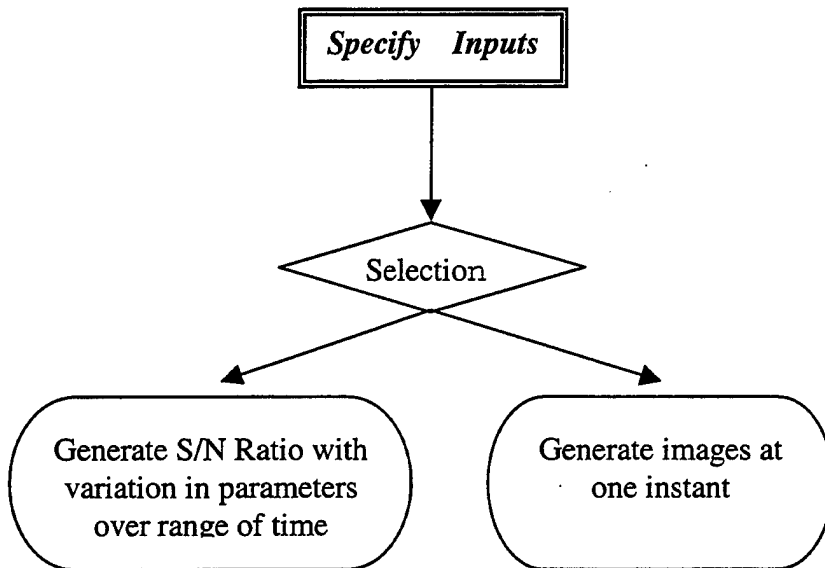 Specify Inputs
Selection
Generate S/N Ratio with
variation in parameters
over range of time
Generate images at
one instant